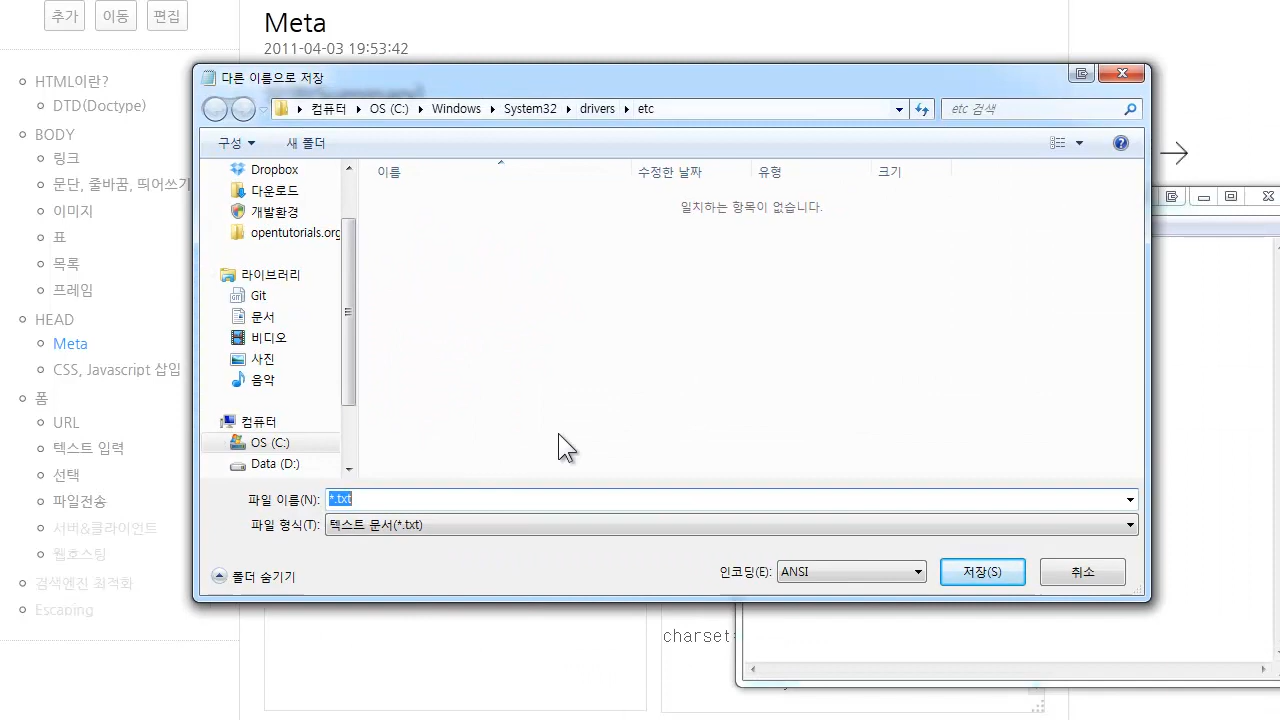 추가 이동 편집
Meta
2011-04-03 19:53:42
HTML이란?
DTD(Doctype)
BODY
링크
문단, 줄바꿈, 띄어쓰기
이미지
표
목록
프레임
HEAD
Meta
CSS, Javascript 삽입
폼
URL
텍스트 입력
선택
파일전송
서버&클라이언트
웹호스팅
검색엔진 최적화
Escaping
다른 이름으로 저장
컴퓨터 OS (C:) Windows System32 drivers etc
etc 검색
구성 새 폴더
Dropbox
다운로드
개발환경
opentutorials.org
라이브러리
Git
문서
비디오
사진
음악
컴퓨터
OS (C:)
Data (D:)
이름 수정한 날짜 유형 크기
일치하는 항목이 없습니다.
파일 이름(N): *.txt
파일 형식(T): 텍스트 문서(*.txt)
폴더 숨기기
인코딩(E): ANSI 저장(S) 취소
charset=